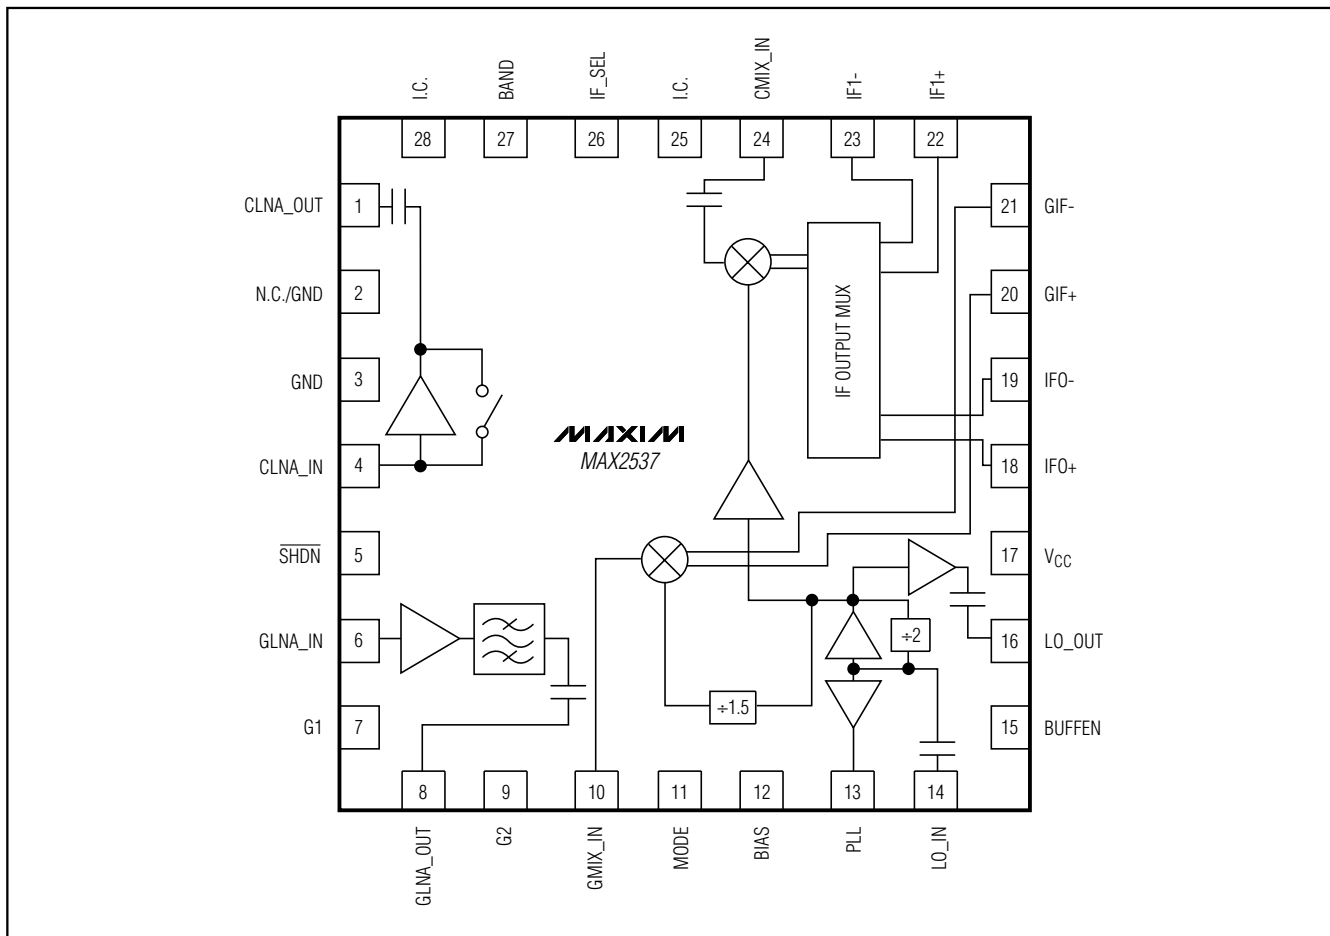 I.C.
BAND
IF_SEL
I.C.
CMIX_IN
IF1-
IF1+
28
27
26
25
24
23
22
CLNA_OUT
1
21
GIF-
N.C./GND
2
20
GIF+
GND
3
19
IF0-
CLNA_IN
4
18
IF0+
SHDN
5
17
VCC
GLNA_IN
6
16
LO_OUT
G1
7
15
BUFFEN
IF OUTPUT MUX
MAXIM
MAX2537
÷2
÷1.5
8
9
10
11
12
13
14
GLNA_OUT
G2
GMIX_IN
MODE
BIAS
PLL
LO_IN